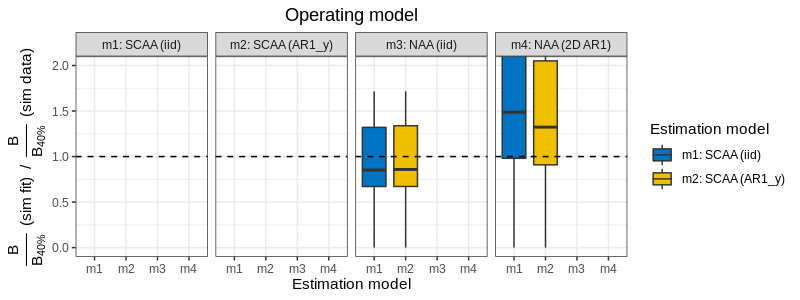 Operating model
m1: SCAA (iid)
m2: SCAA (AR1_y)
m3: NAA (iid)
m4: NAA (2D AR1)
B
B40% (sim fit) / B
B40% (sim data)
2.0
1.5
1.0
0.5
0.0
m1 m2 m3 m4
m1 m2 m3 m4
m1 m2 m3 m4
m1 m2 m3 m4
Estimation model
Estimation model
m1: SCAA (iid)
m2: SCAA (AR1_y)